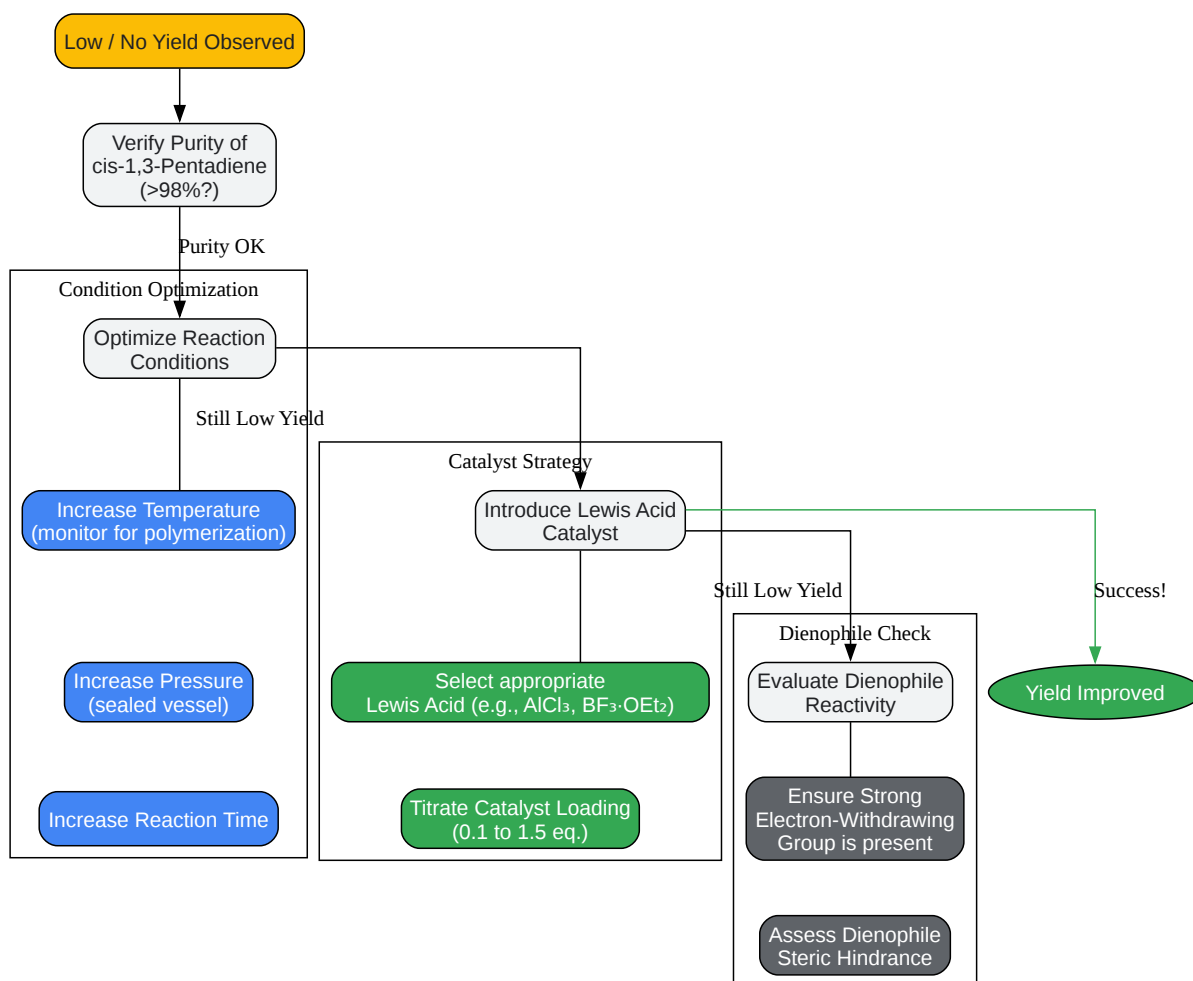 Low / No Yield Observed
Verify Purity of
cis-1,3-Pentadiene
(>98%?)
Purity OK
Condition Optimization
Optimize Reaction
Conditions
Still Low Yield
Increase Temperature
(monitor for polymerization)
Increase Pressure
(sealed vessel)
Increase Reaction Time
Catalyst Strategy
Introduce Lewis Acid
Catalyst
Select appropriate
Lewis Acid (e.g., AlCl₃, BF₃·OEt₂)
Titrate Catalyst Loading
(0.1 to 1.5 eq.)
Still Low Yield
Dienophile Check
Evaluate Dienophile
Reactivity
Ensure Strong
Electron-Withdrawing
Group is present
Assess Dienophile
Steric Hindrance
Success!
Yield Improved